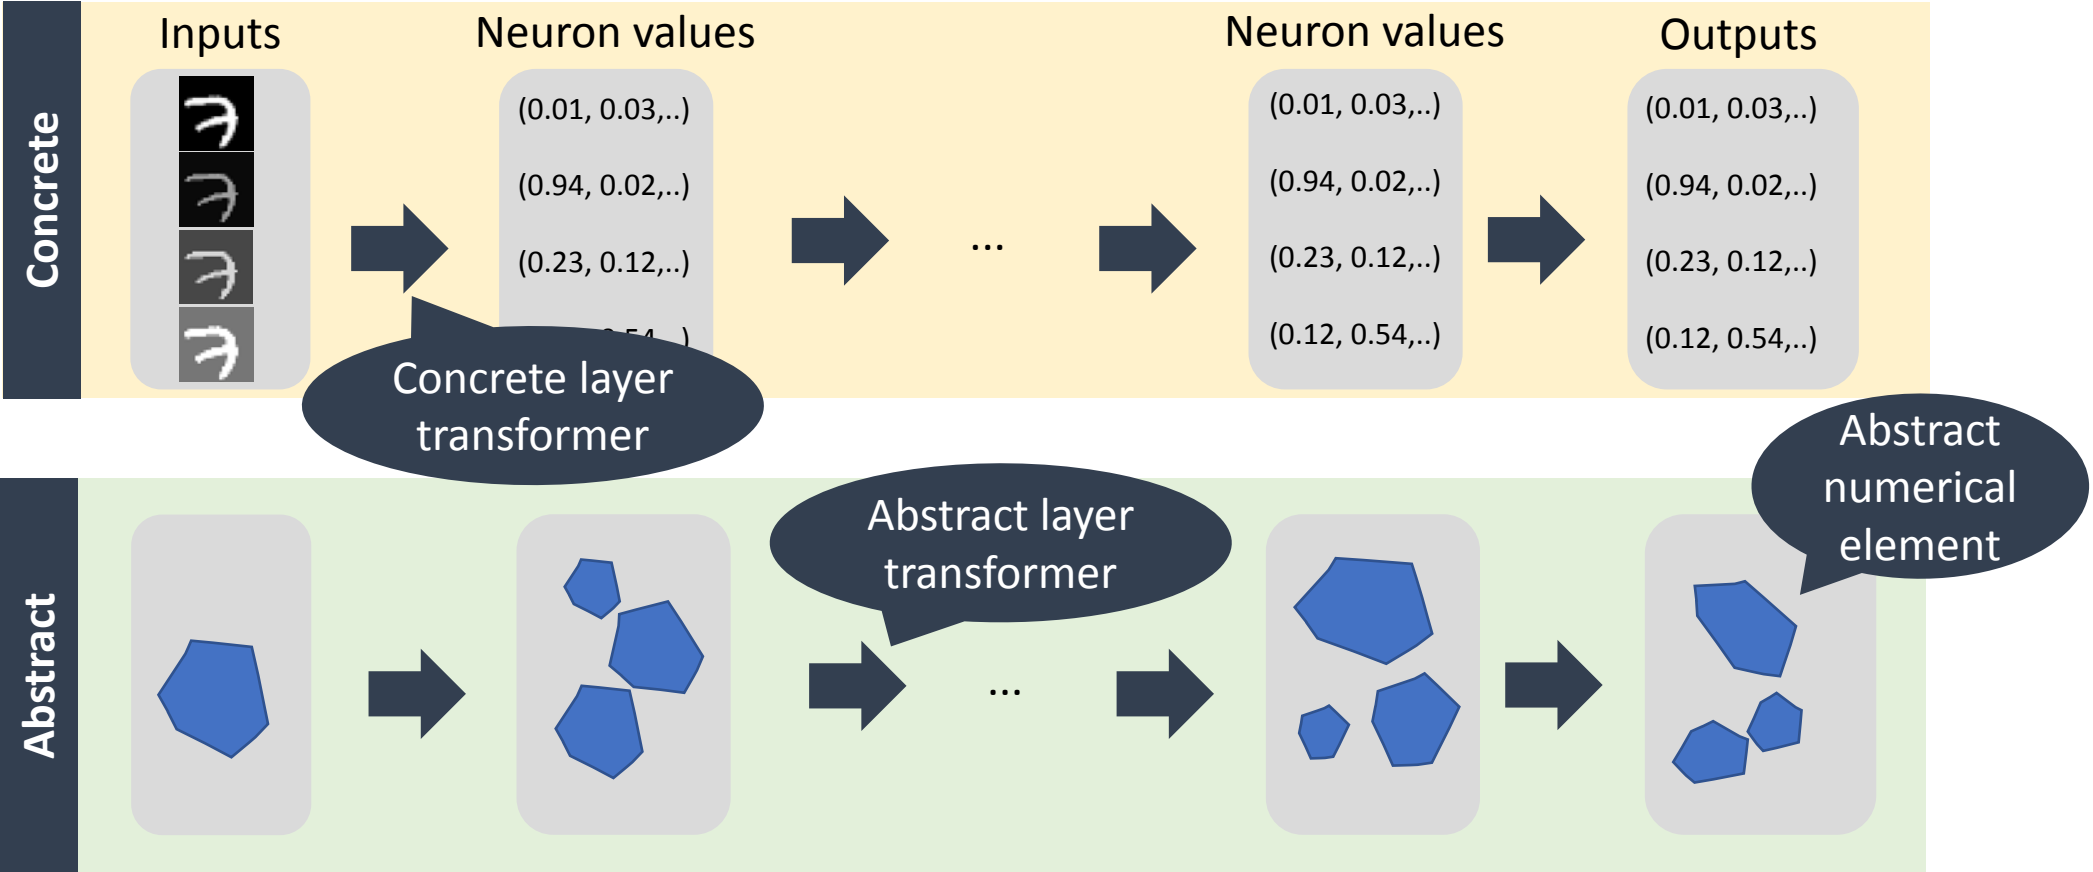 Concrete
Inputs
Neuron values
(0.01, 0.03,..)
(0.94, 0.02,..)
(0.23, 0.12,..)
...
Neuron values
(0.01, 0.03,..)
(0.94, 0.02,..)
(0.23, 0.12,..)
(0.12, 0.54,..)
Outputs
(0.01, 0.03,..)
(0.94, 0.02,..)
(0.23, 0.12,..)
(0.12, 0.54,..)
Concrete layer
transformer
Abstract
Abstract layer
transformer
...
Abstract
numerical
element